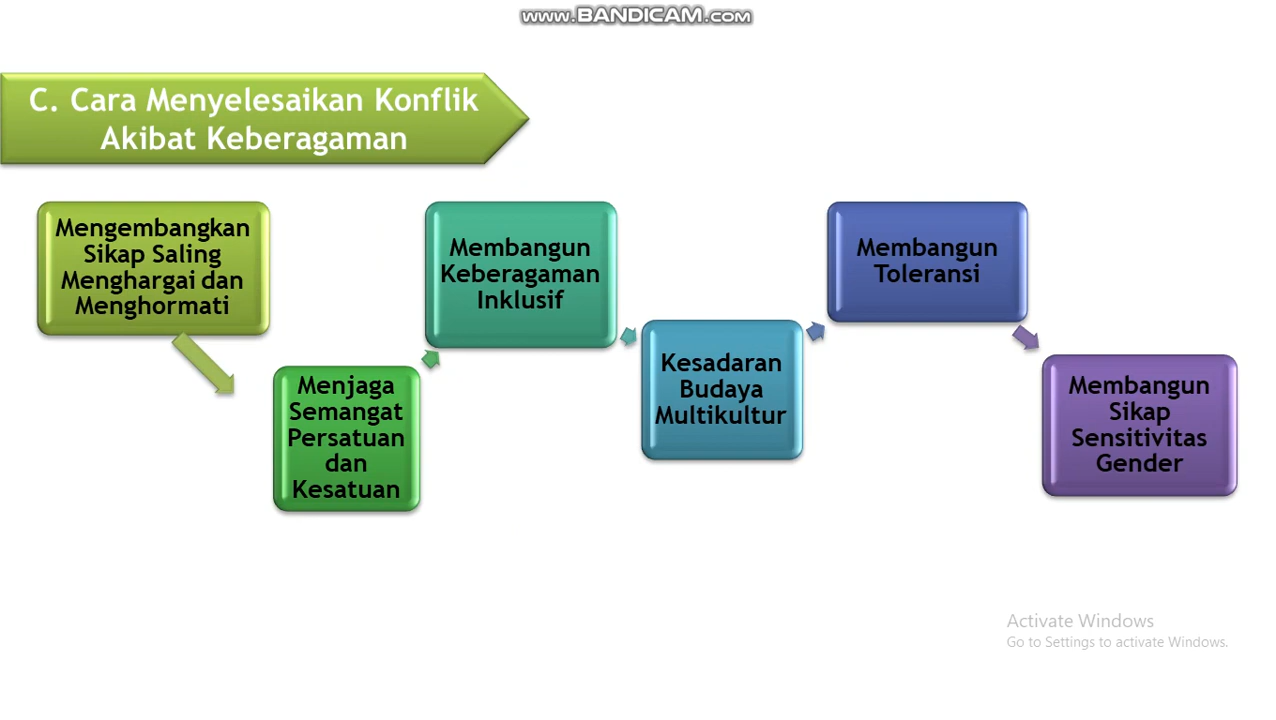 www.BANDICAM.com
C. Cara Menyelesaikan Konflik
Akibat Keberagaman
Mengembangkan
Sikap Saling
Menghargai dan
Menghormati
Menjaga
Semangat
Persatuan
dan
Kesatuan
Membangun
Keberagaman
Inklusif
Kesadaran
Budaya
Multikultur
Membangun
Toleransi
Membangun
Sikap
Sensitivitas
Gender
Activate Windows
Go to Settings to activate Windows.